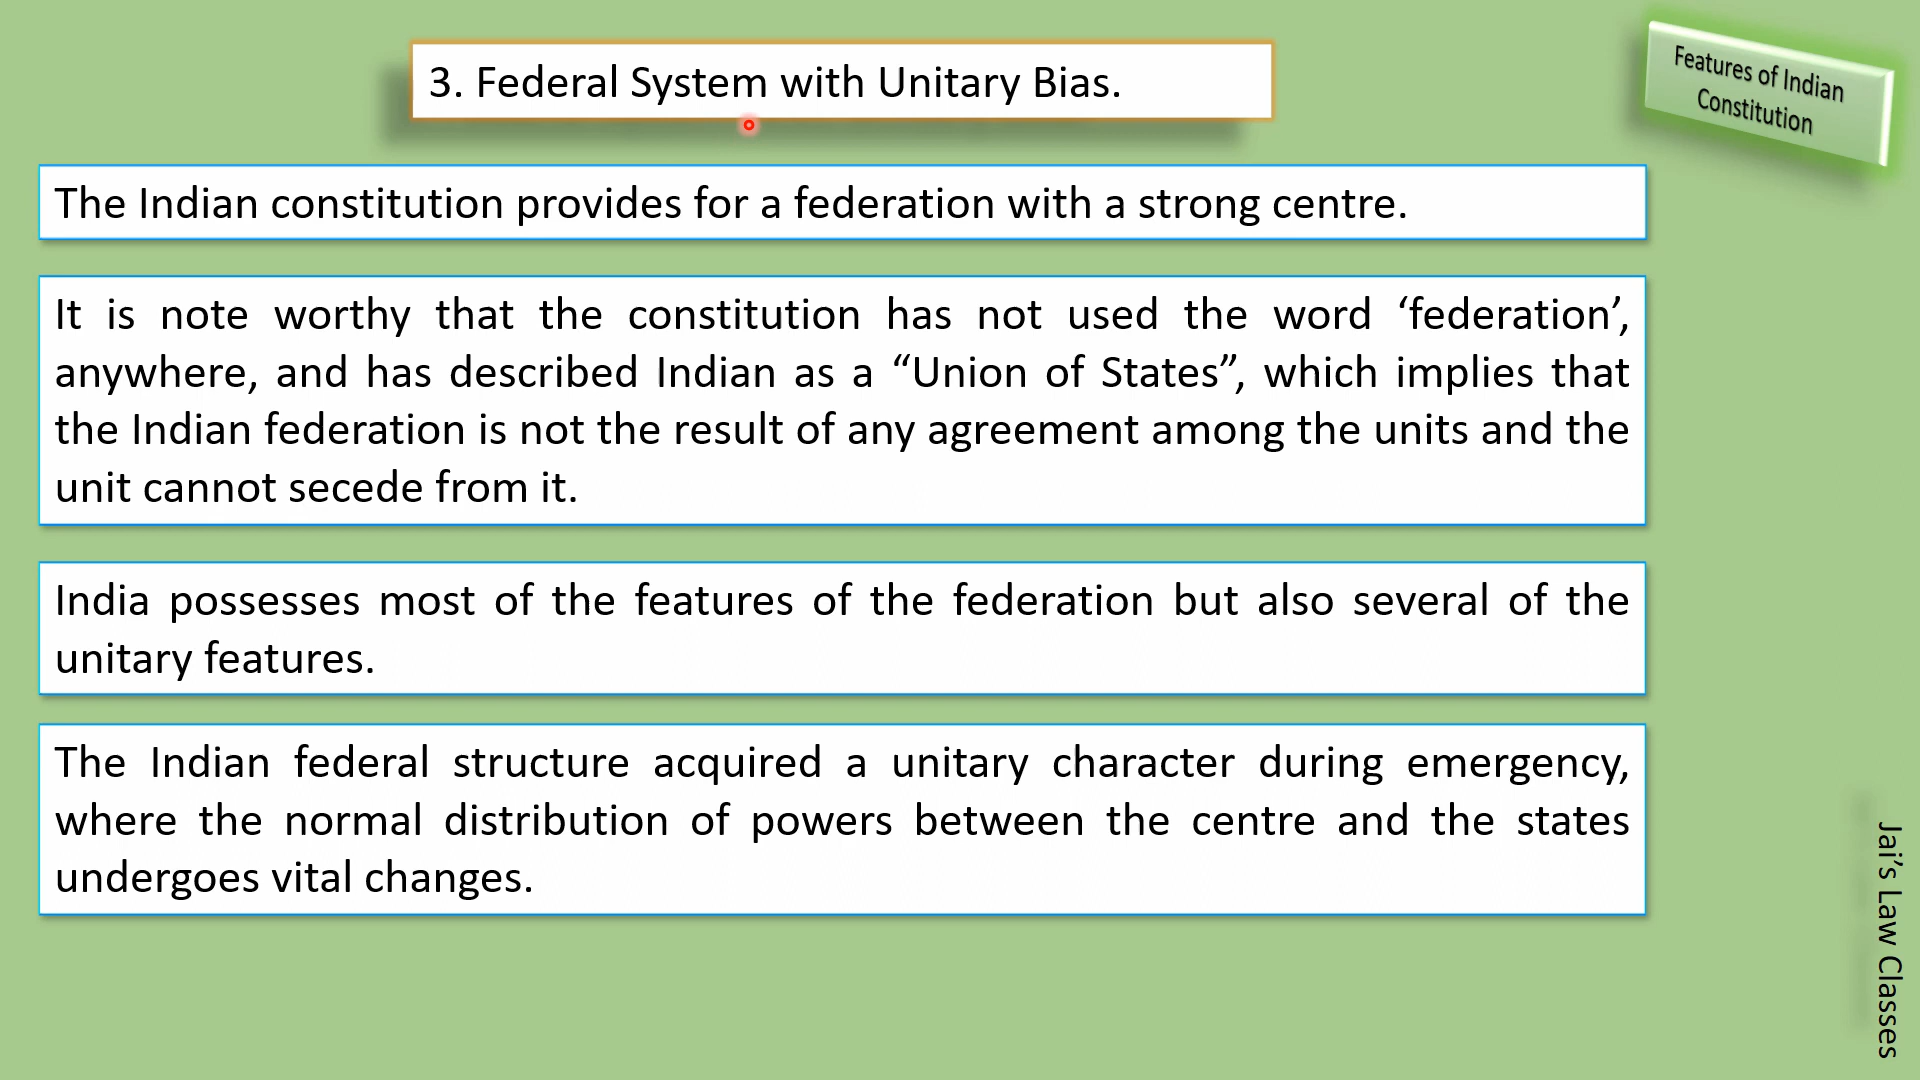 3. Federal System with Unitary Bias.
Features of Indian
Constitution
The Indian constitution provides for a federation with a strong centre.
It is note worthy that the constitution has not used the word ‘federation’,
anywhere, and has described Indian as a “Union of States”, which implies that
the Indian federation is not the result of any agreement among the units and the
unit cannot secede from it.
India possesses most of the features of the federation but also several of the
unitary features.
The Indian federal structure acquired a unitary character during emergency,
where the normal distribution of powers between the centre and the states
undergoes vital changes.
Jai’s Law Classes